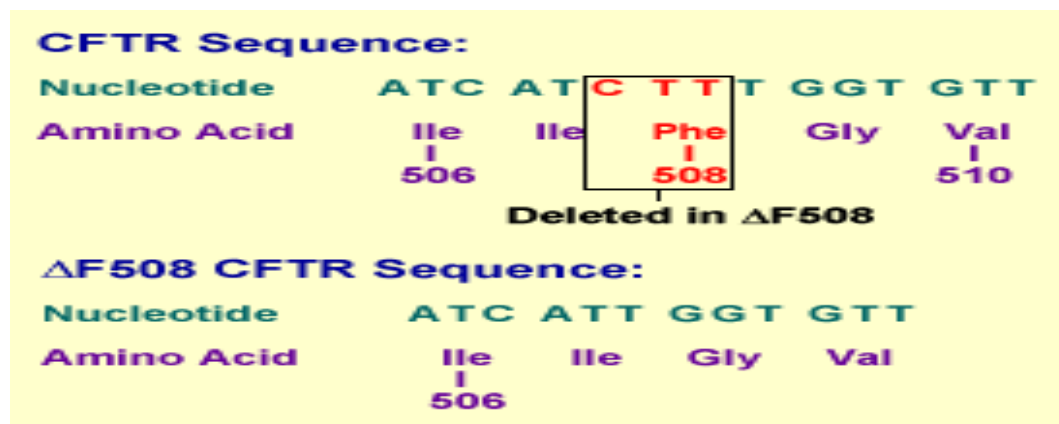 CFTR Sequence:
Nucleotide ATC ATC TTT GGT GTT
Amino Acid Ile Ile Phe Gly Val
506 508 510
Deleted in ΔF508
ΔF508 CFTR Sequence:
Nucleotide ATC ATT GGT GTT
Amino Acid Ile Ile Gly Val
506